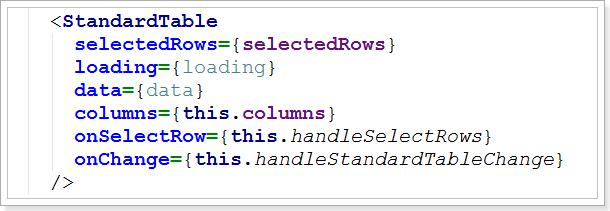 <StandardTable
selectedRows={selectedRows}
loading={loading}
data={data}
columns={this.columns}
onSelectRow={this.handleSelectRows}
onChange={this.handleStandardTableChange}
/>